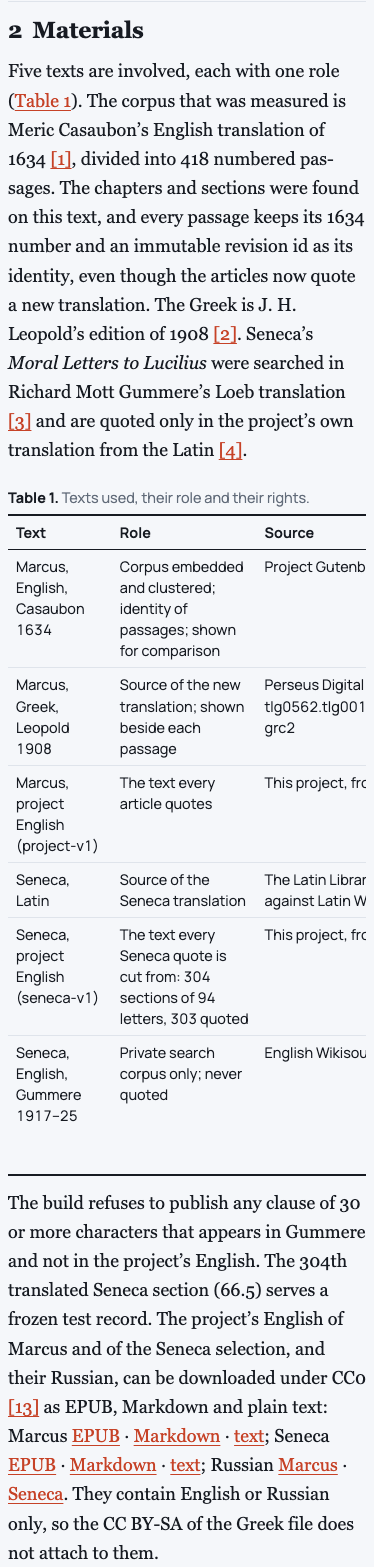 2 Materials
Five texts are involved, each with one role
(Table 1). The corpus that was measured is
Meric Casaubon’s English translation of
1634 [1], divided into 418 numbered pas-
sages. The chapters and sections were found
on this text, and every passage keeps its 1634
number and an immutable revision id as its
identity, even though the articles now quote
a new translation. The Greek is J. H.
Leopold’s edition of 1908 [2]. Seneca’s
Moral Letters to Lucilius were searched in
Richard Mott Gummere’s Loeb translation
[3] and are quoted only in the project’s own
translation from the Latin [4].
Table 1. Texts used, their role and their rights.
Text Role Source
Marcus, Corpus embedded Project Gutenb
English, and clustered;
Casaubon identity of
1634 passages; shown
for comparison
Marcus, Source of the new Perseus Digital
Greek, translation; shown tlg0562.tlg001
Leopold beside each grc2
1908 passage
Marcus, The text every This project, fro
project article quotes
English
(project-v1)
Seneca, Source of the The Latin Librar
Latin Seneca translation against Latin W
Seneca, The text every This project, fro
project Seneca quote is
English cut from: 304
(seneca-v1) sections of 94
letters, 303 quoted
Seneca, Private search English Wikisou
English, corpus only; never
Gummere quoted
1917–25
The build refuses to publish any clause of 30
or more characters that appears in Gummere
and not in the project’s English. The 304th
translated Seneca section (66.5) serves a
frozen test record. The project’s English of
Marcus and of the Seneca selection, and
their Russian, can be downloaded under CC0
[13] as EPUB, Markdown and plain text:
Marcus EPUB · Markdown · text; Seneca
EPUB · Markdown · text; Russian Marcus ·
Seneca. They contain English or Russian
only, so the CC BY-SA of the Greek file does
not attach to them.